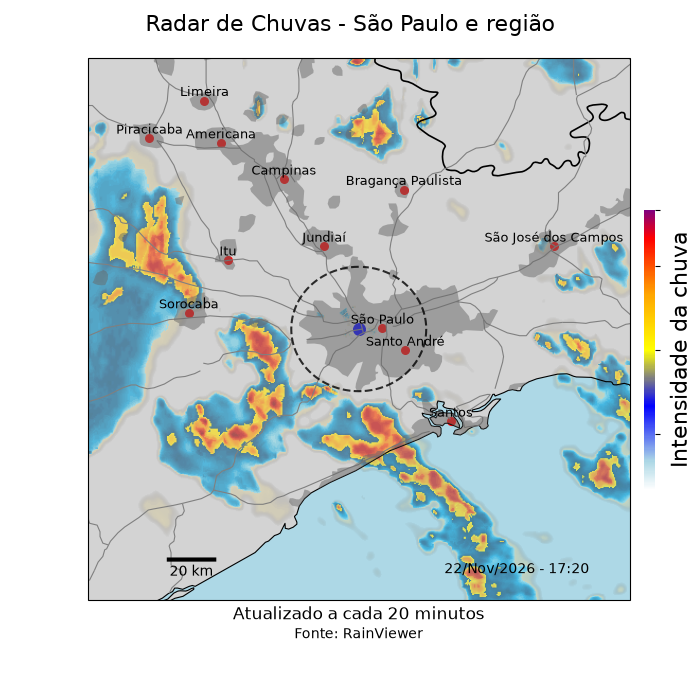 Radar de Chuvas - São Paulo e região
Limeira
Piracicaba
Americana
Campinas
Bragança Paulista
Jundiaí
São José dos Campos
Itu
Sorocaba
São Paulo
Santo André
Santos
20 km
22/Nov/2026 - 17:20
Intensidade da chuva
Atualizado a cada 20 minutos
Fonte: RainViewer